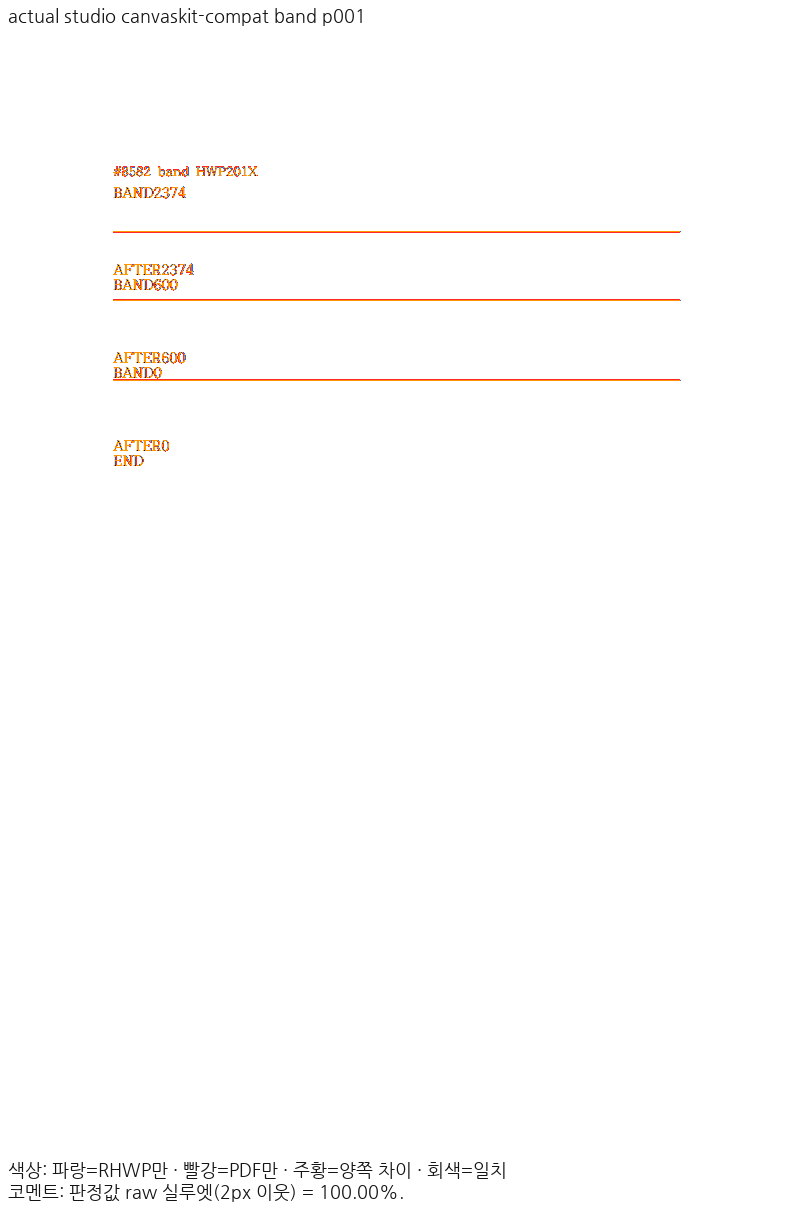 actual studio canvaskit-compat band p001
#3582 band HWP201X
BAND2374
AFTER2374
BAND600
AFTER600
BAND0
AFTER0
END
색상: 파랑=RHWP만 · 빨강=PDF만 · 주황=양쪽 차이 · 회색=일치
코멘트: 판정값 raw 실루엣(2px 이웃) = 100.00%.